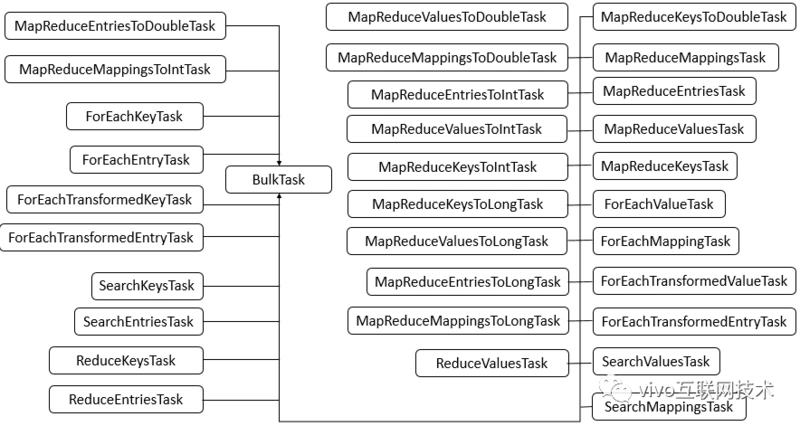 MapReduceEntriesToDoubleTask
MapReduceMappingsToIntTask
ForEachKeyTask
ForEachEntryTask
ForEachTransformedKeyTask
ForEachTransformedEntryTask
SearchKeysTask
SearchEntriesTask
ReduceKeysTask
ReduceEntriesTask
BulkTask
MapReduceValuesToDoubleTask
MapReduceMappingsToDoubleTask
MapReduceEntriesToIntTask
MapReduceValuesToIntTask
MapReduceKeysToIntTask
MapReduceKeysToLongTask
MapReduceValuesToLongTask
MapReduceEntriesToLongTask
MapReduceMappingsToLongTask
ReduceValuesTask
MapReduceKeysToDoubleTask
MapReduceMappingsTask
MapReduceEntriesTask
MapReduceValuesTask
MapReduceKeysTask
ForEachValueTask
ForEachMappingTask
ForEachTransformedValueTask
ForEachTransformedEntryTask
SearchValuesTask
vivo互联网技术
SearchMappingsTask